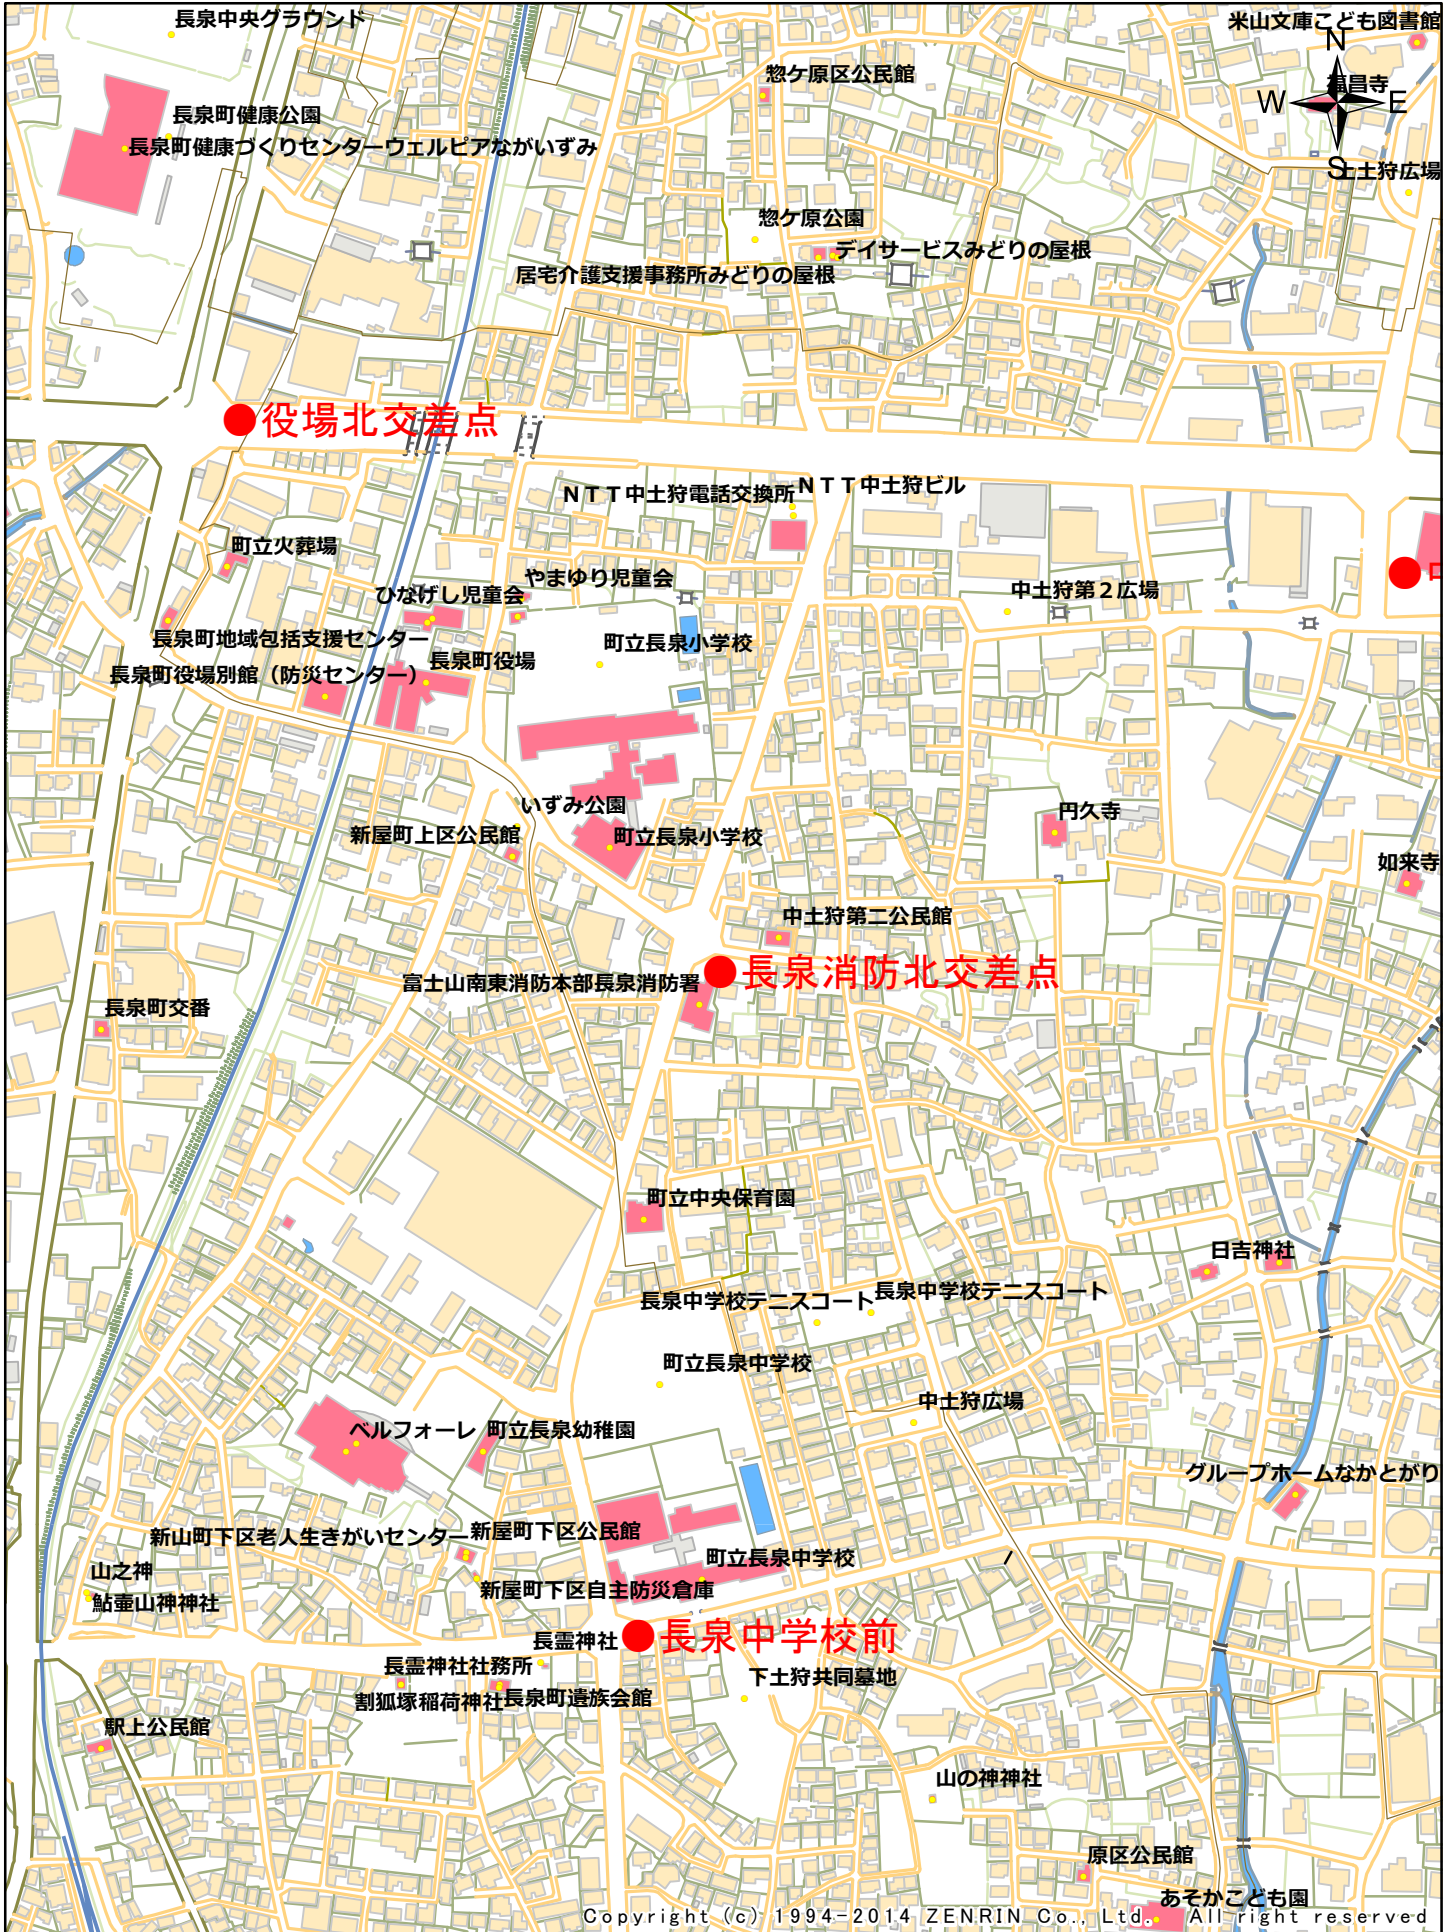 長泉中央グラウンド
米山文庫こども図書館
N
惣ケ原区公民館
福昌寺
W
E
長泉町健康公園
長泉町健康づくりセンターウェルピアながいずみ
S
上土狩広場
惣ケ原公園
デイサービスみどりの屋根
居宅介護支援事務所みどりの屋根
役場北交差点
NTT中土狩電話交換所
NTT中土狩ビル
町立火葬場
やまゆり児童会
ひなげし児童会
中土狩第2広場
長泉町地域包括支援センター
町立長泉小学校
長泉町役場
長泉町役場別館（防災センター）
いずみ公園
円久寺
新屋町上区公民館
町立長泉小学校
如来寺
中土狩第二公民館
長泉消防北交差点
富士山南東消防本部長泉消防署
長泉町交番
町立中央保育園
日吉神社
長泉中学校テニスコート
長泉中学校テニスコート
町立長泉中学校
中土狩広場
ベルフォーレ
町立長泉幼稚園
グループホームなかとがり
新山町下区老人生きがいセンター
新屋町下区公民館
町立長泉中学校
山之神
新屋町下区自主防災倉庫
鮎壷山神神社
長霊神社
長泉中学校前
長霊神社社務所
下土狩共同墓地
割狐塚稲荷神社
長泉町遺族会館
駅上公民館
山の神神社
原区公民館
あそかこども園
Copyright (c) 1994-2014 ZENRIN Co., Ltd. All right reserved